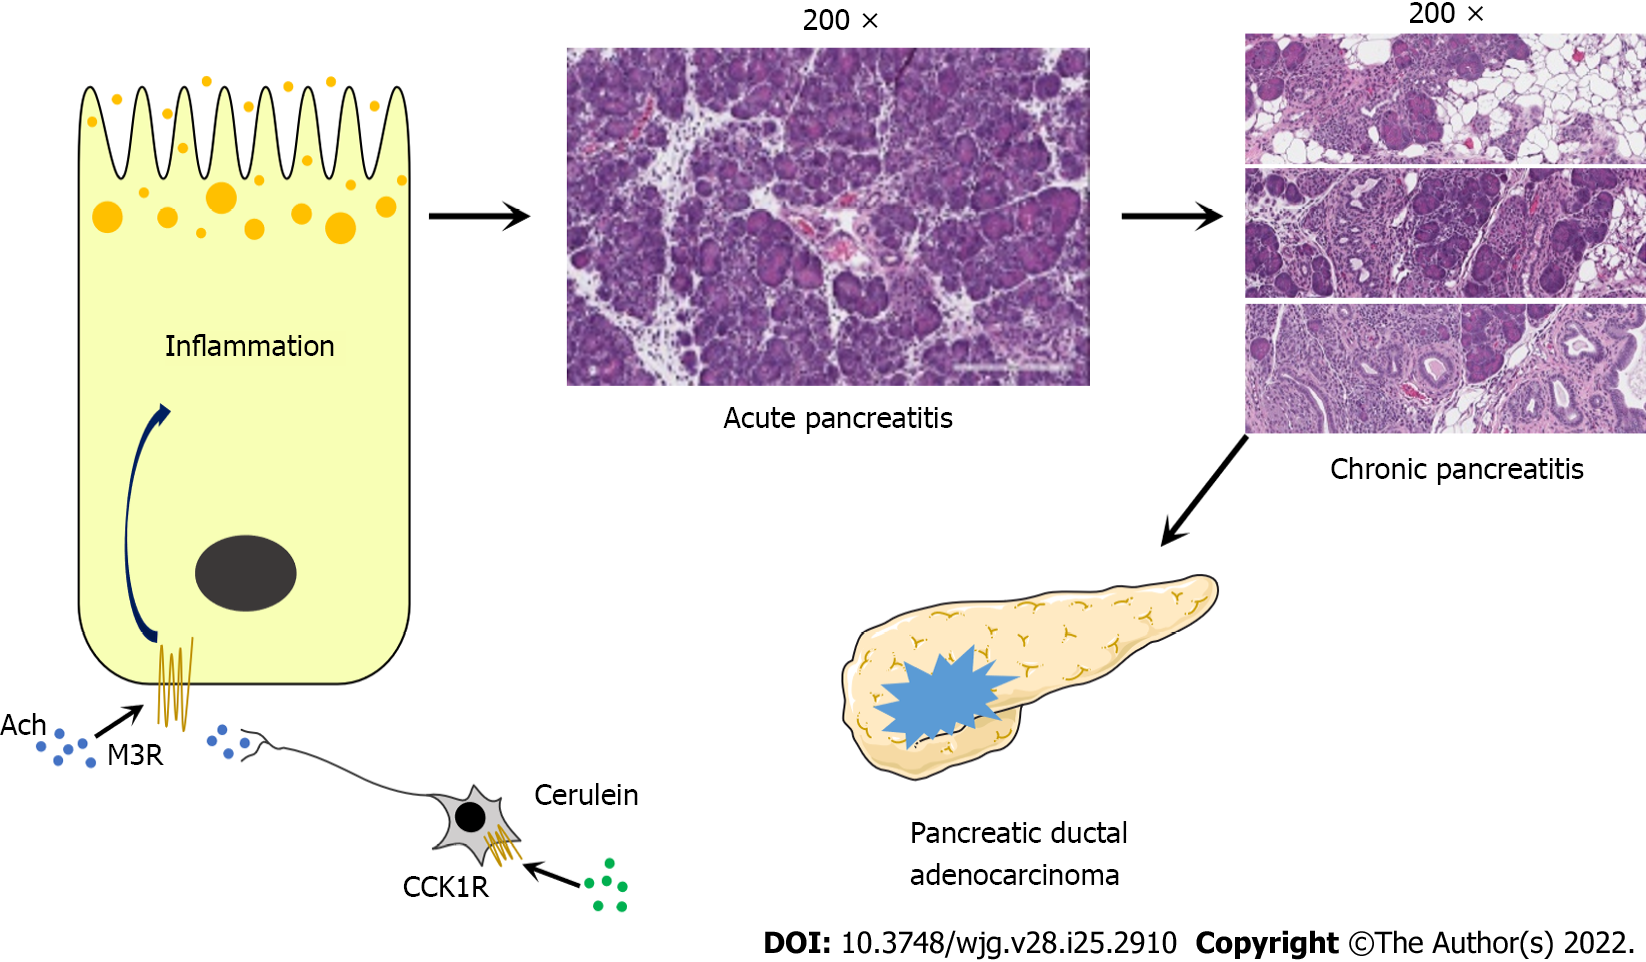 200 ×
200 ×
Inflammation
Acute pancreatitis
Chronic pancreatitis
Ach
M3R
Cerulein
CCK1R
Pancreatic ductal
adenocarcinoma
DOI: 10.3748/wjg.v28.i25.2910 Copyright ©The Author(s) 2022.